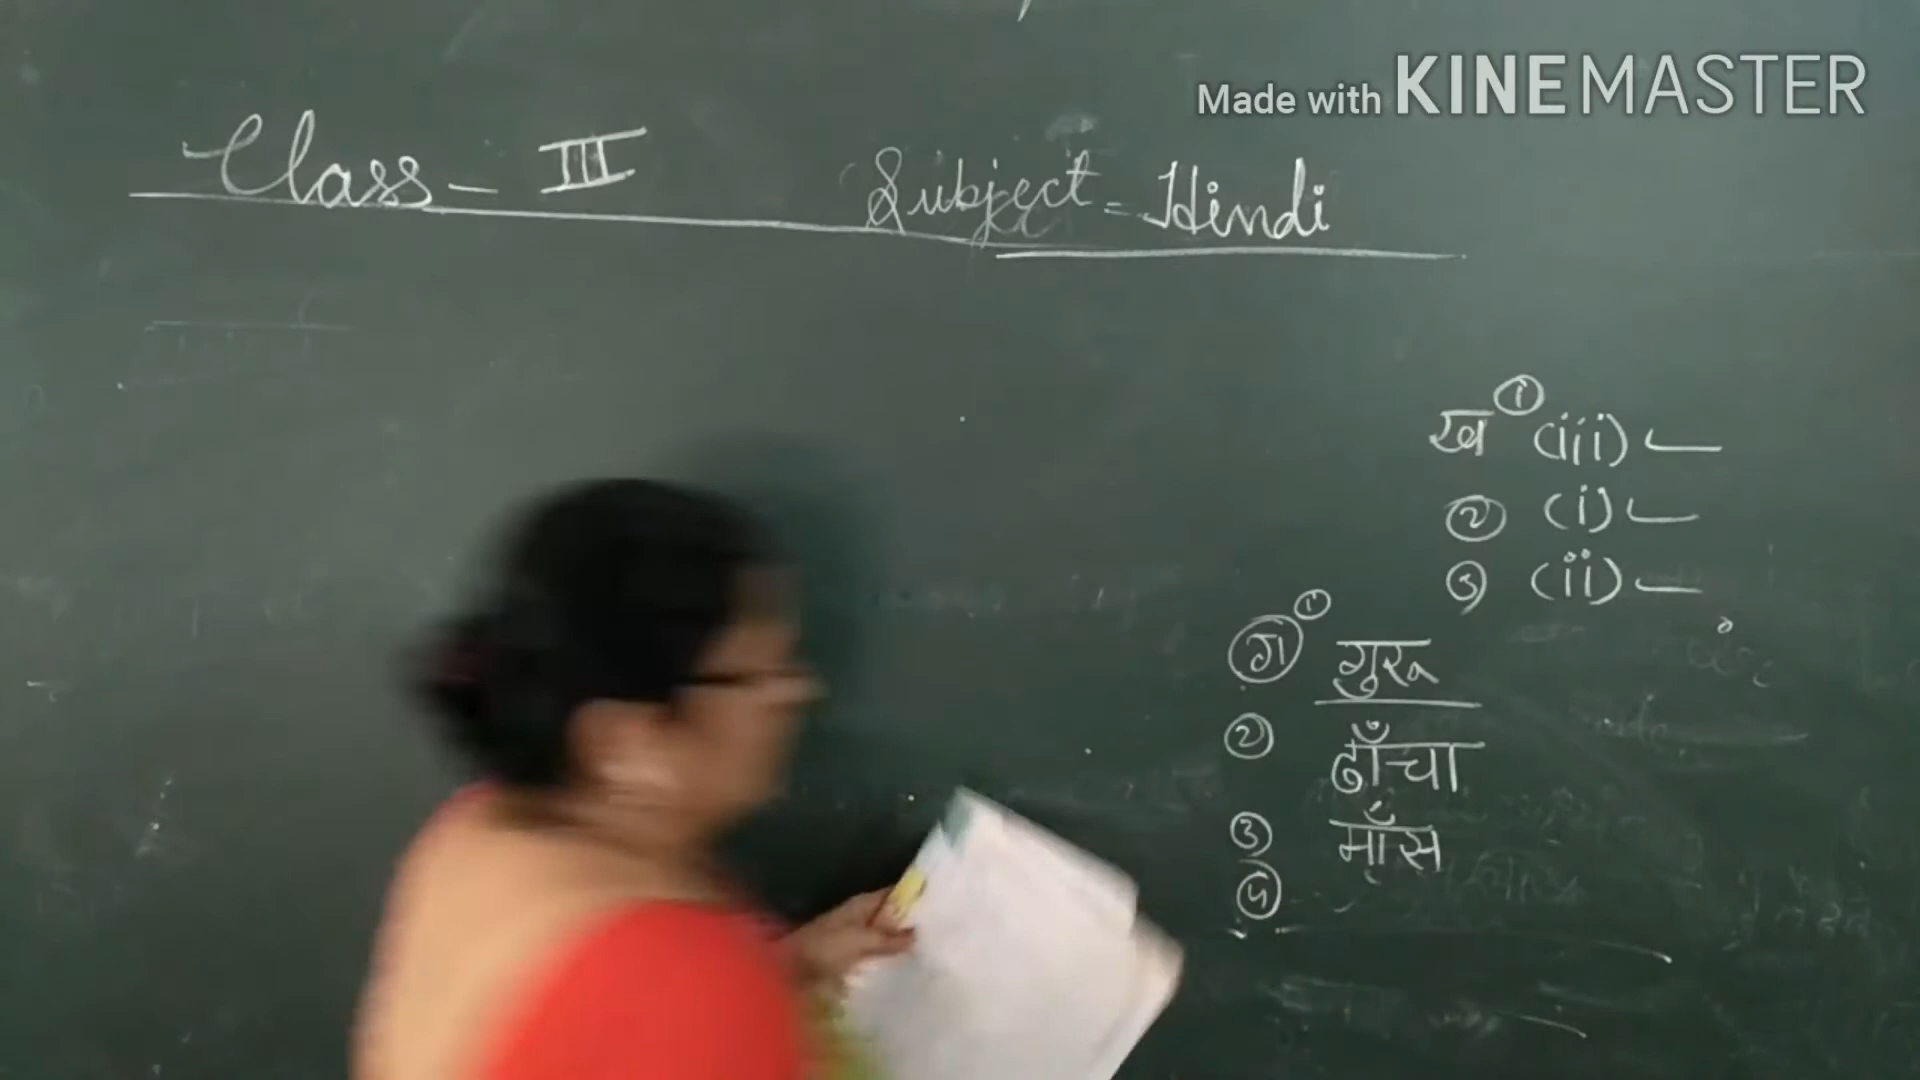 Made with KINEMASTER
Class - III Subject - Hindi
ख ① (iii)
② (i)
③ (ii)
ग ① गुरू
② ढाँचा
③ माँस
④